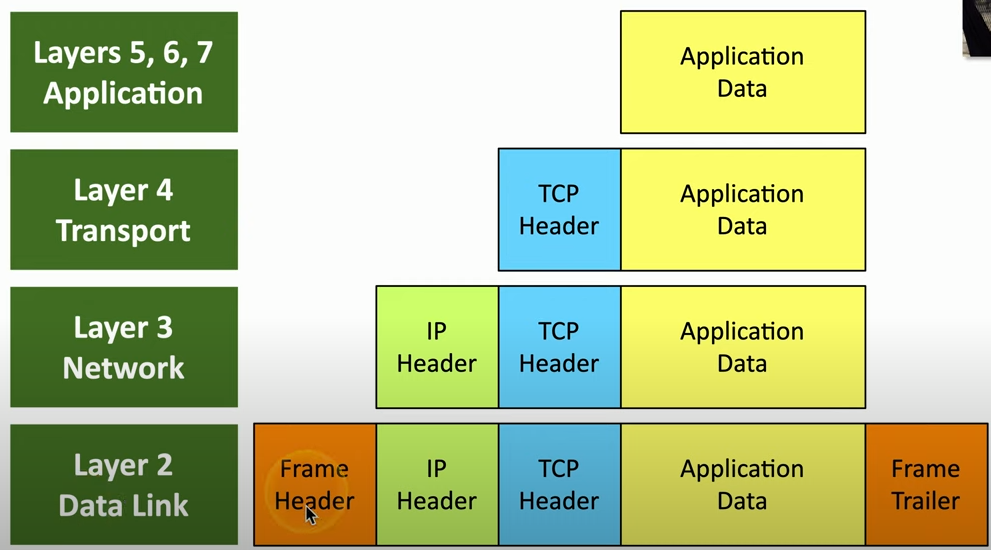 Layers 5, 6, 7
Application
Application
Data
Layer 4
Transport
TCP
Header
Application
Data
Layer 3
Network
IP
Header
TCP
Header
Application
Data
Layer 2
Data Link
Frame
Header
IP
Header
TCP
Header
Application
Data
Frame
Trailer